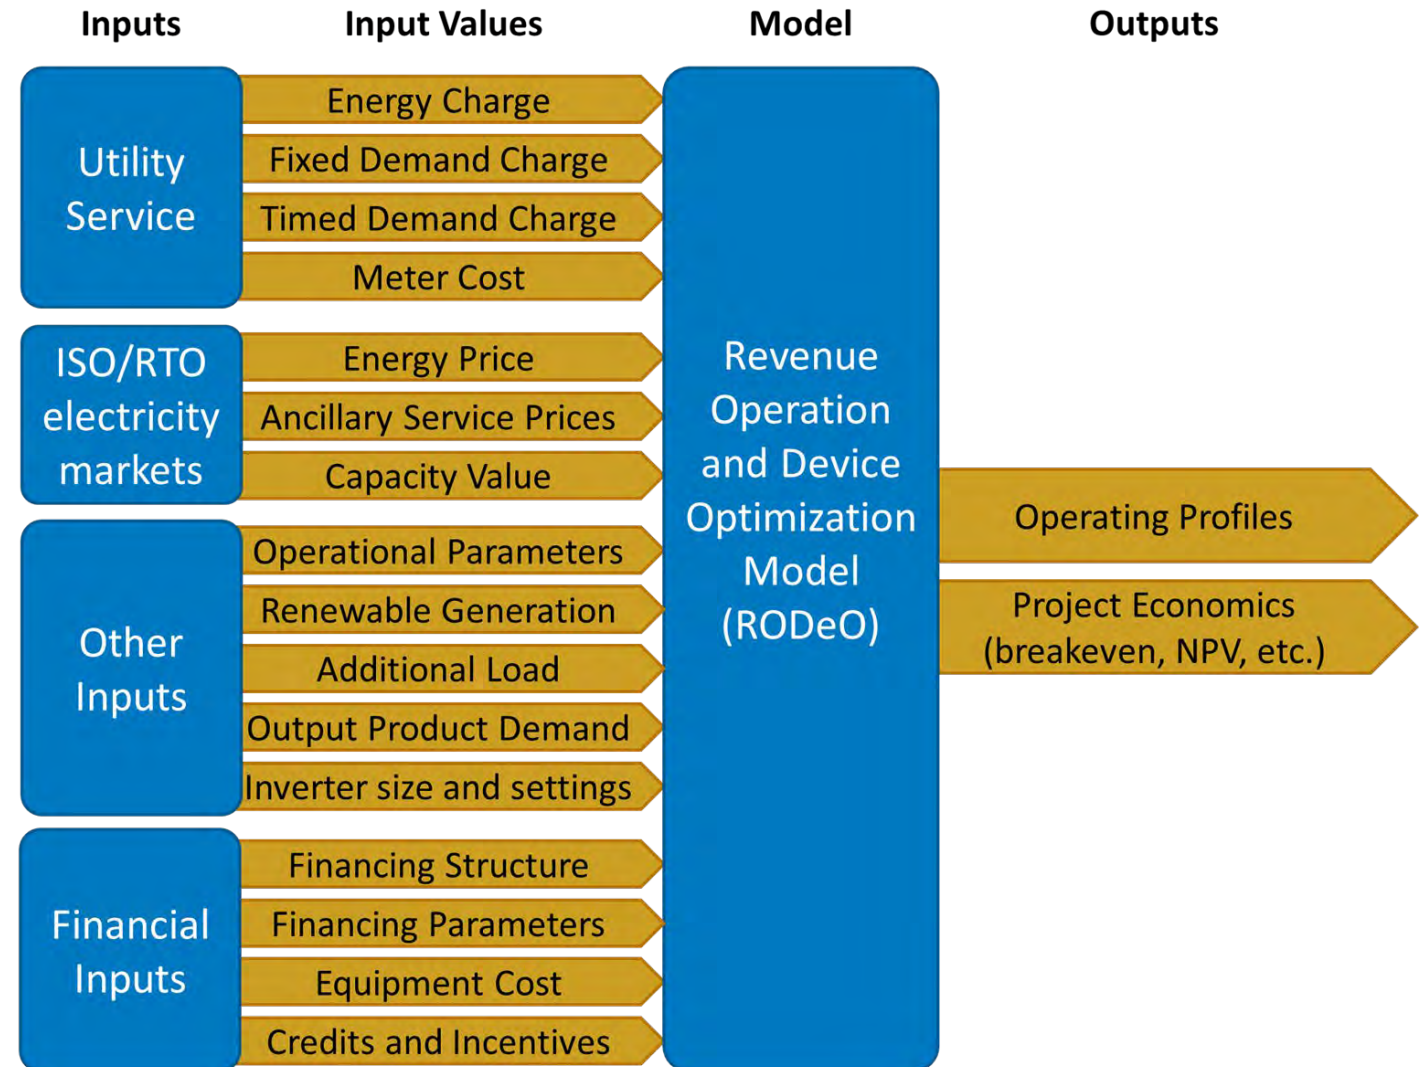 Inputs
Input Values
Model
Outputs
Utility
Service
Energy Charge
Fixed Demand Charge
Timed Demand Charge
Meter Cost
ISO/RTO
electricity
markets
Energy Price
Ancillary Service Prices
Capacity Value
Other
Inputs
Operational Parameters
Renewable Generation
Additional Load
Output Product Demand
Inverter size and settings
Financial
Inputs
Financing Structure
Financing Parameters
Equipment Cost
Credits and Incentives
Revenue
Operation
and Device
Optimization
Model
(RODeO)
Operating Profiles
Project Economics
(breakeven, NPV, etc.)